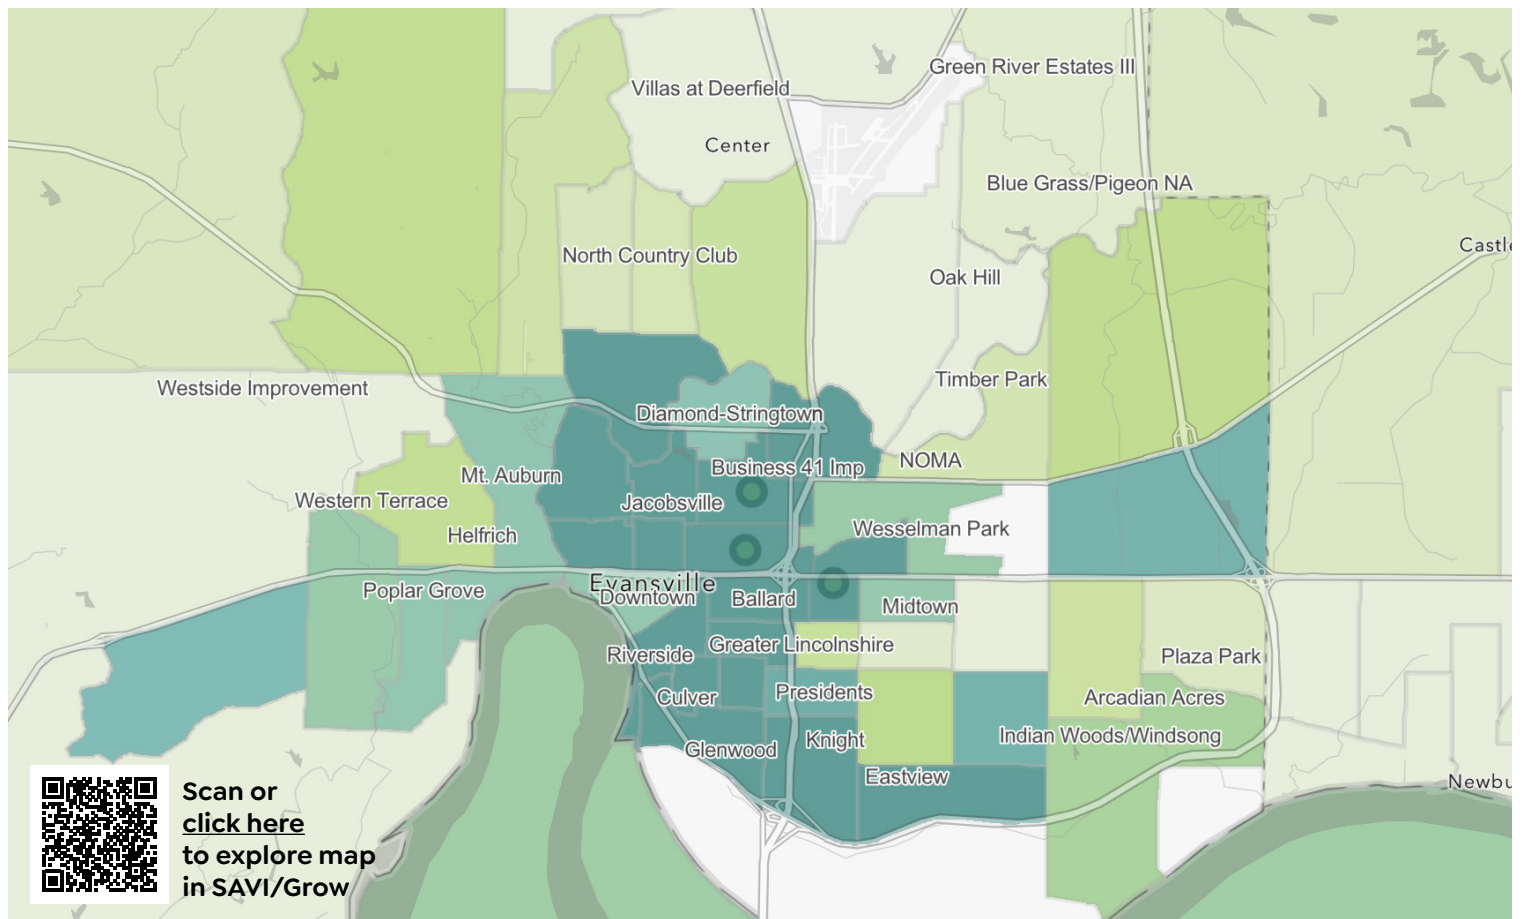 Green River Estates III
Villas at Deerfield
Center
Blue Grass/Pigeon NA
Castle
North Country Club
Oak Hill
Timber Park
Westside Improvement
Diamond-Stringtown
NOMA
Business 41 Imp
Mt. Auburn
Western Terrace
Jacobsville
Wesselman Park
Helfrich
Evansville
Poplar Grove
Downtown
Ballard
Midtown
Greater Lincolnshire
Riverside
Plaza Park
Culver
Presidents
Arcadian Acres
Indian Woods/Windsong
Knight
Glenwood
Eastview
Newbu
Scan or
click here
to explore map
in SAVI/Grow